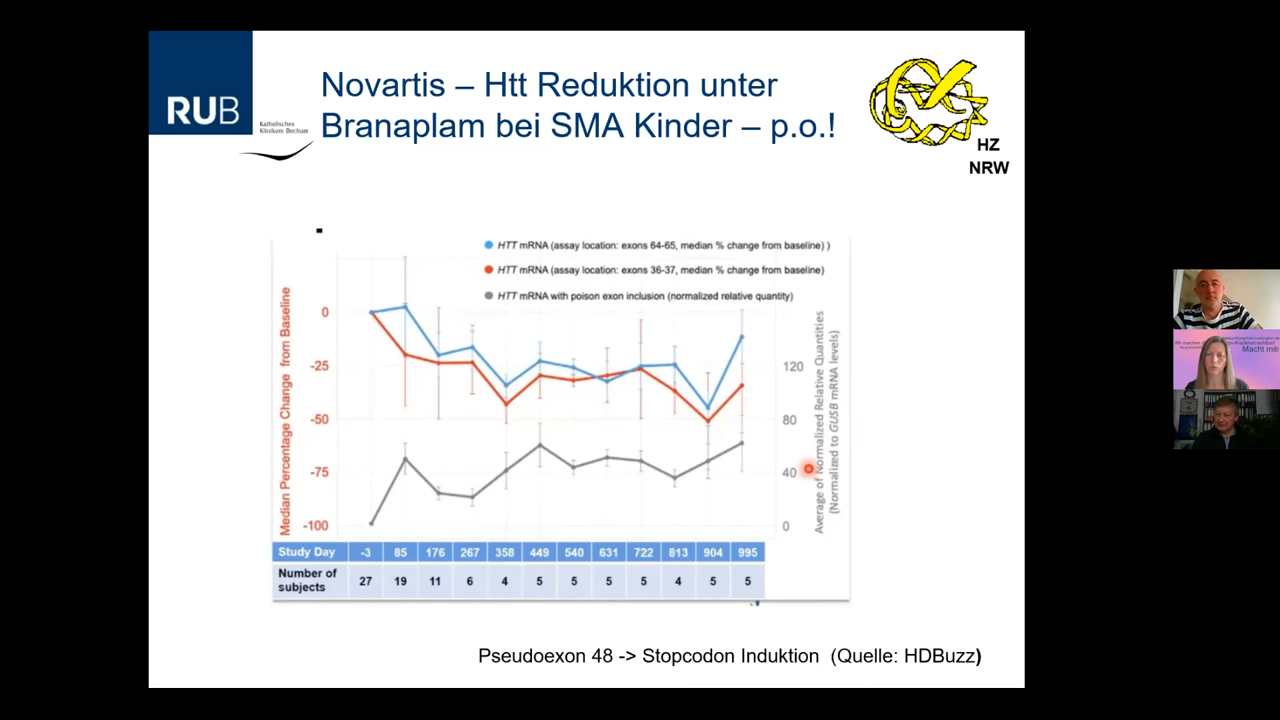 RUB
Katholisches
Klinikum Bochum
Novartis – Htt Reduktion unter
Branaplam bei SMA Kinder – p.o.!
HZ
NRW
HTT mRNA (assay location: exons 64-65, median % change from baseline) )
HTT mRNA (assay location: exons 36-37, median % change from baseline)
HTT mRNA with poison exon inclusion (normalized relative quantity)
Median Percentage Change from Baseline
0
-25
-50
-75
-100
120
80
40
0
Average of Normalized Relative Quantities
(Normalized to GUSB mRNA levels)
Study Day -3 85 176 267 358 449 540 631 722 813 904 995
Number of
subjects 27 19 11 6 4 5 5 5 5 4 5 5
Pseudoexon 48 -> Stopcodon Induktion (Quelle: HDBuzz)
Macht mit!